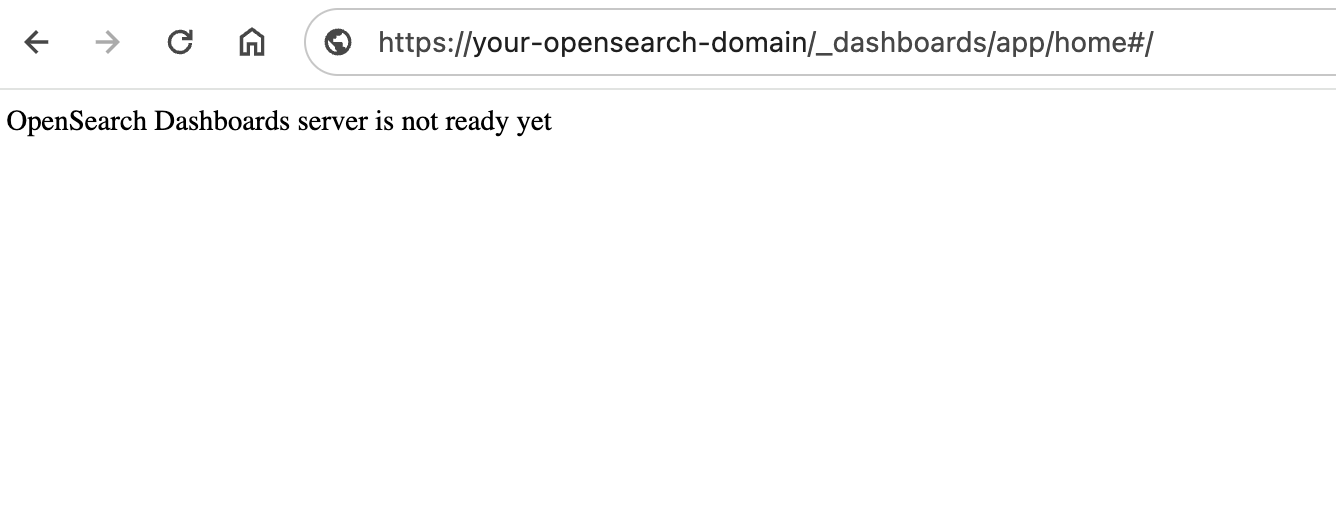 https://your-opensearch-domain/_dashboards/app/home#/
OpenSearch Dashboards server is not ready yet